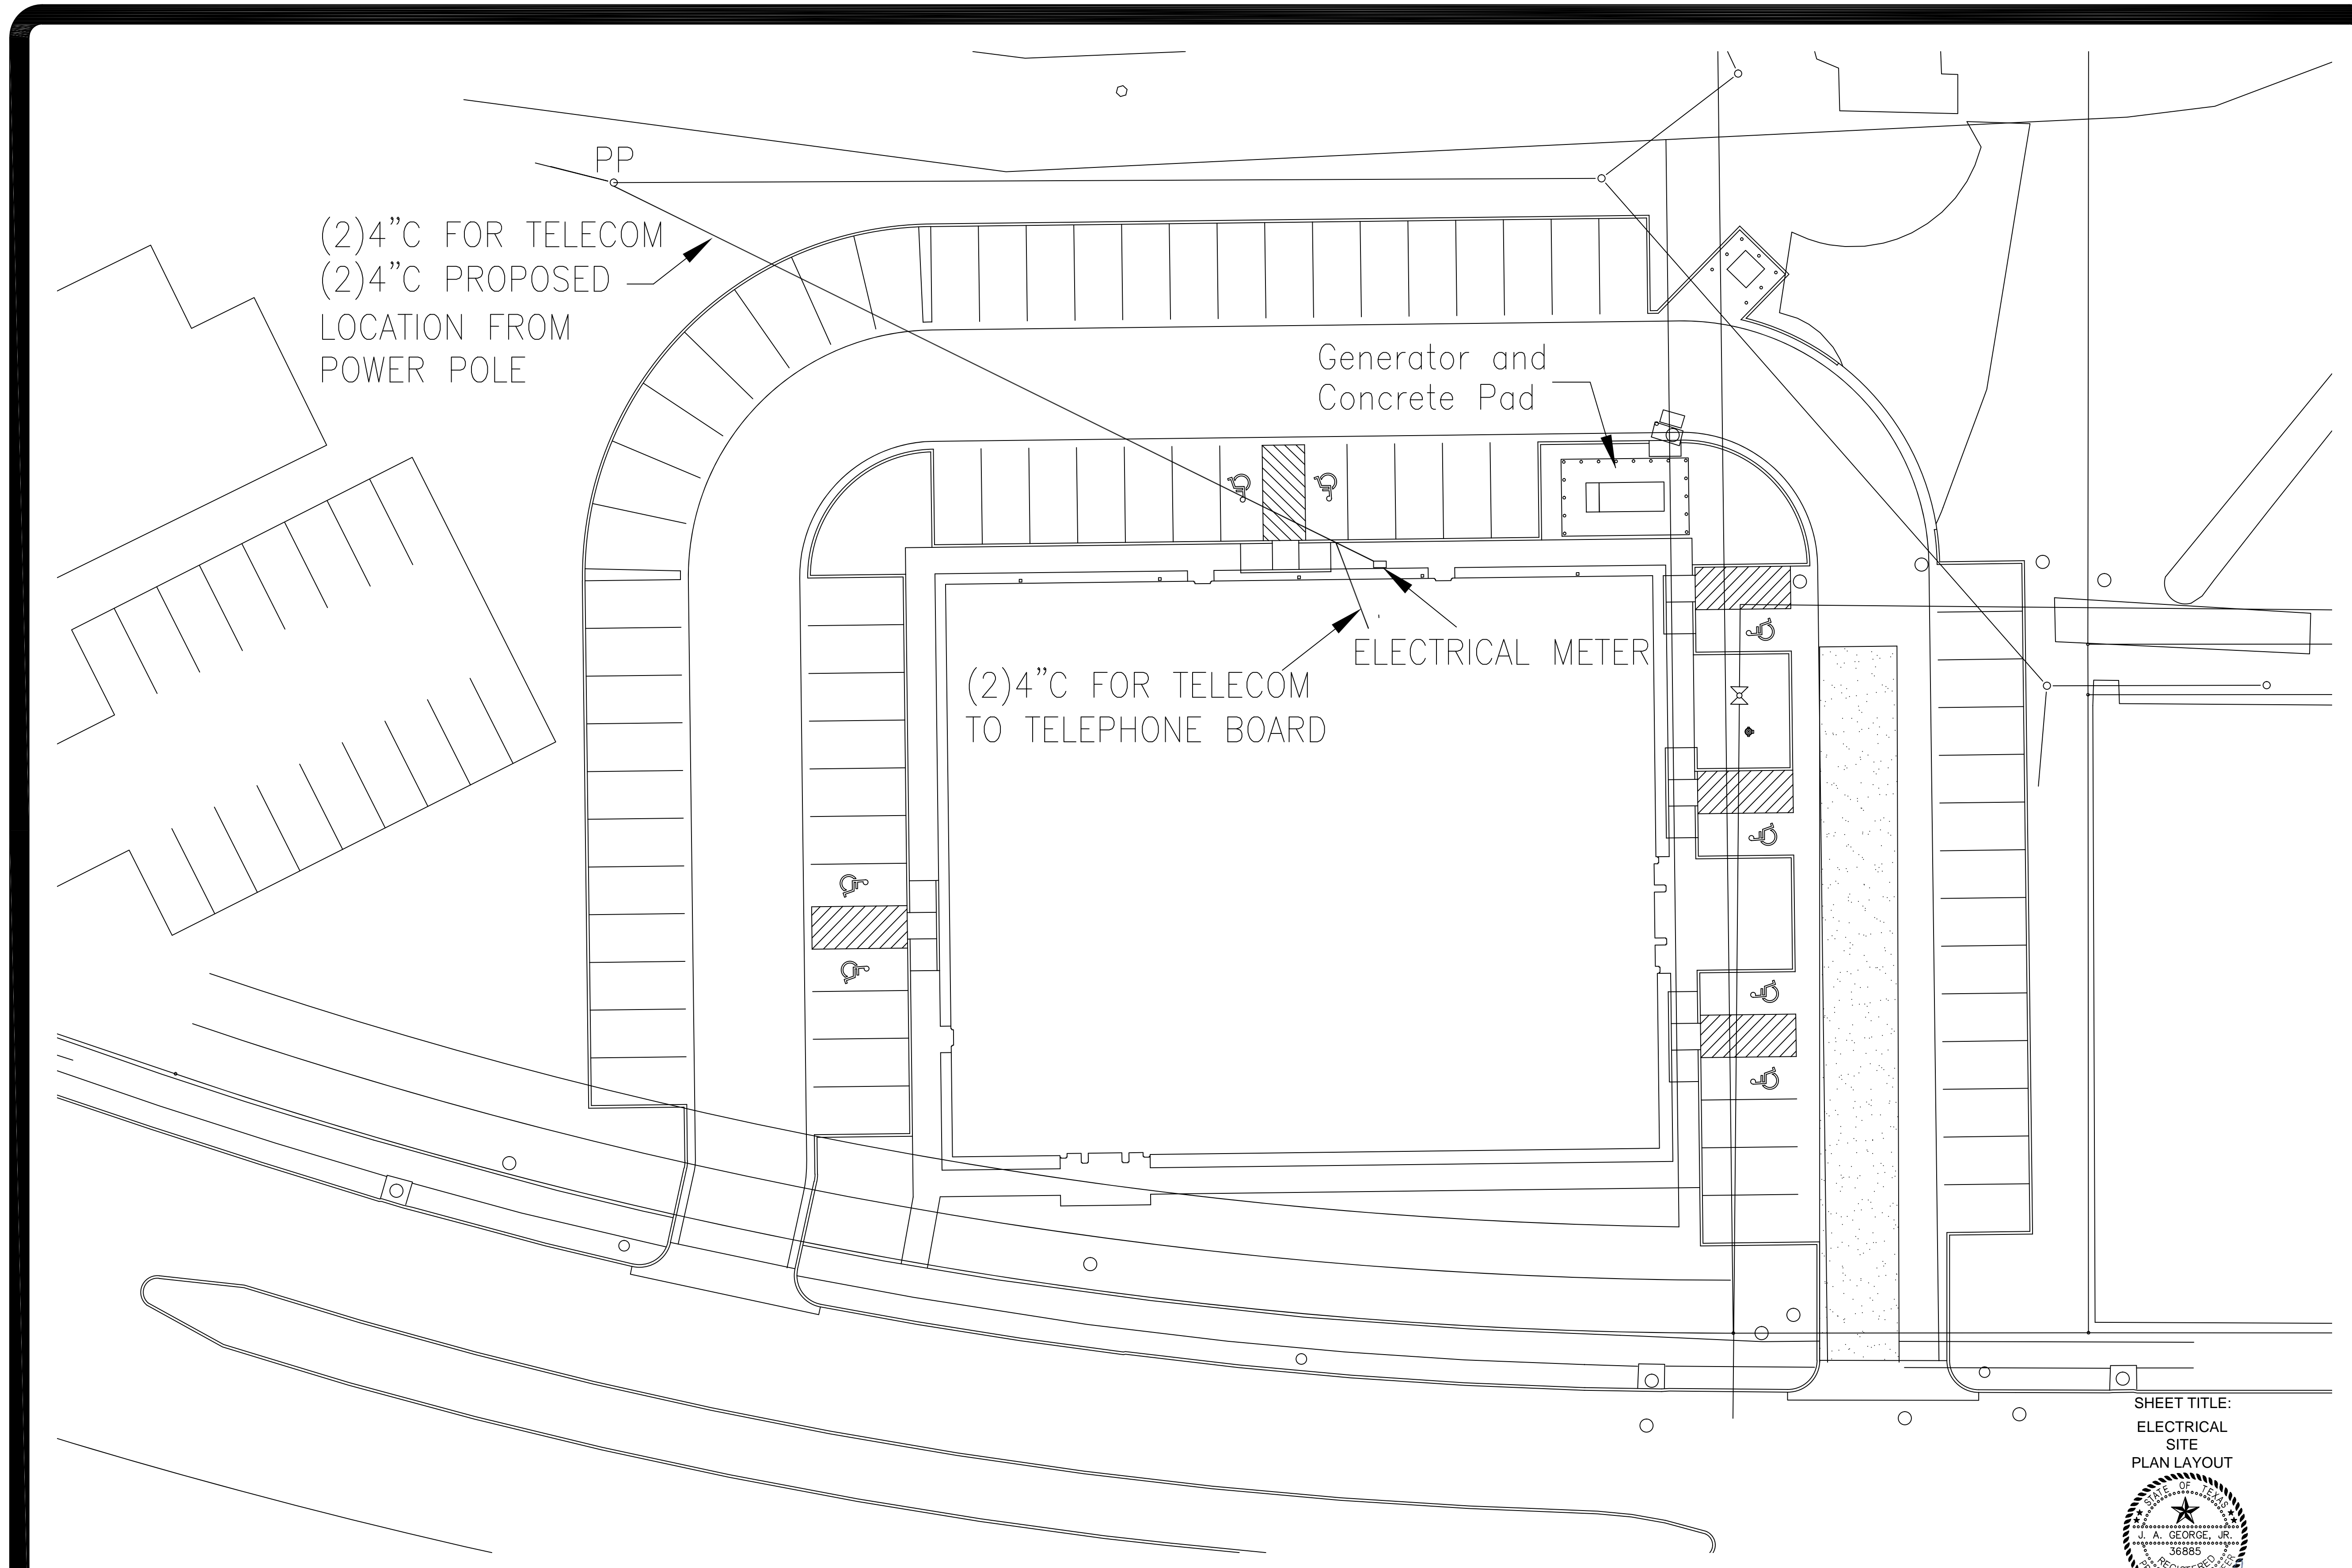 PP
(2)4"C FOR TELECOM
(2)4"C PROPOSED
LOCATION FROM
POWER POLE
Generator and
Concrete Pad
ELECTRICAL METER
(2)4"C FOR TELECOM
TO TELEPHONE BOARD
SHEET TITLE:
ELECTRICAL
SITE
PLAN LAYOUT
STATE OF TEXAS
J. A. GEORGE, JR.
36885
REGISTERED